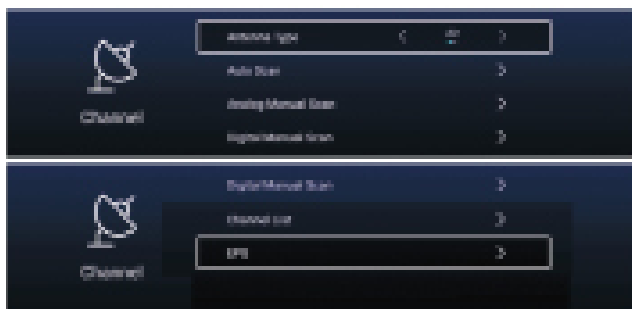 Antenna Type
Auto Scan
Analog Manual Scan
Digital Manual Scan
Channel
Digital Manual Scan
Channel List
EPG
Channel